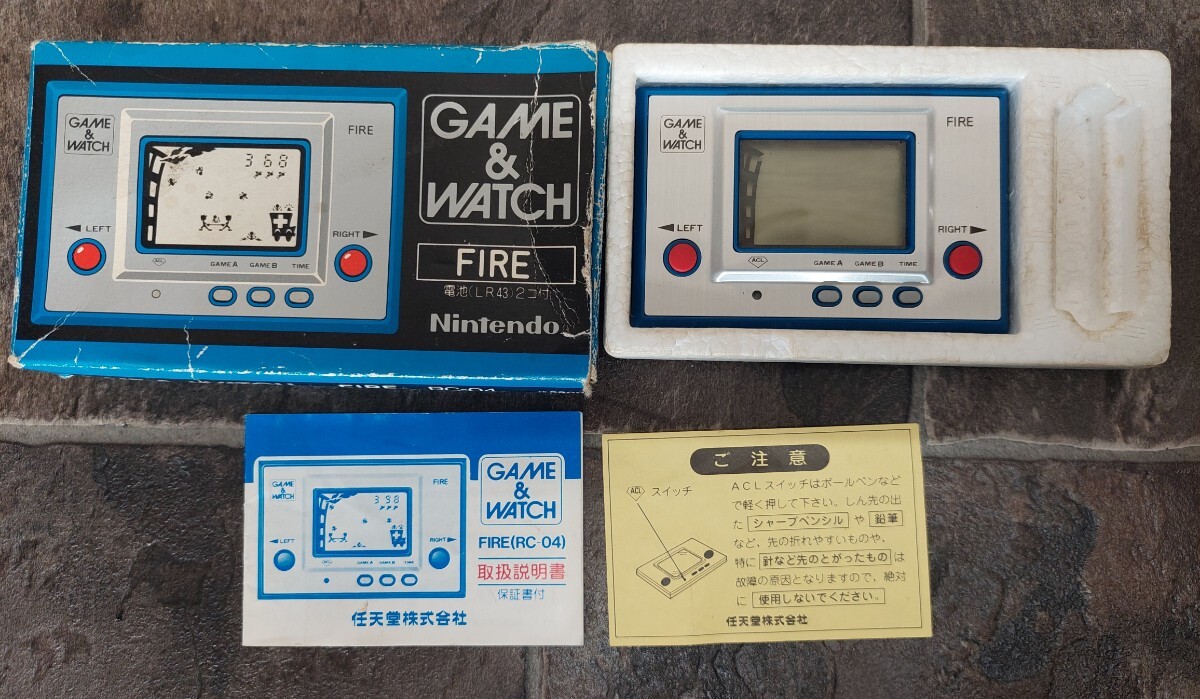 GAME
&
WATCH
FIRE
368
◀LEFT
RIGHT▶
ACL
GAME A GAME B TIME
GAME
&
WATCH
FIRE
電池(LR43)2コ付
Nintendo
FIRE RC-04
GAME
&
WATCH
FIRE
◀LEFT
RIGHT▶
ACL
GAME A GAME B TIME
GAME
&
WATCH
FIRE
398
◀LEFT
RIGHT▶
GAME A GAME B TIME
GAME
&
WATCH
FIRE(RC-04)
取扱説明書
保証書付
任天堂株式会社
ご注意
ACL スイッチ
ACLスイッチはボールペンなど
で軽く押して下さい。しん先の出
た シャープペンシル や 鉛筆
など、先の折れやすいものや、
特に 針など先のとがったもの は
故障の原因となりますので、絶対
に 使用しないでください。
任天堂株式会社